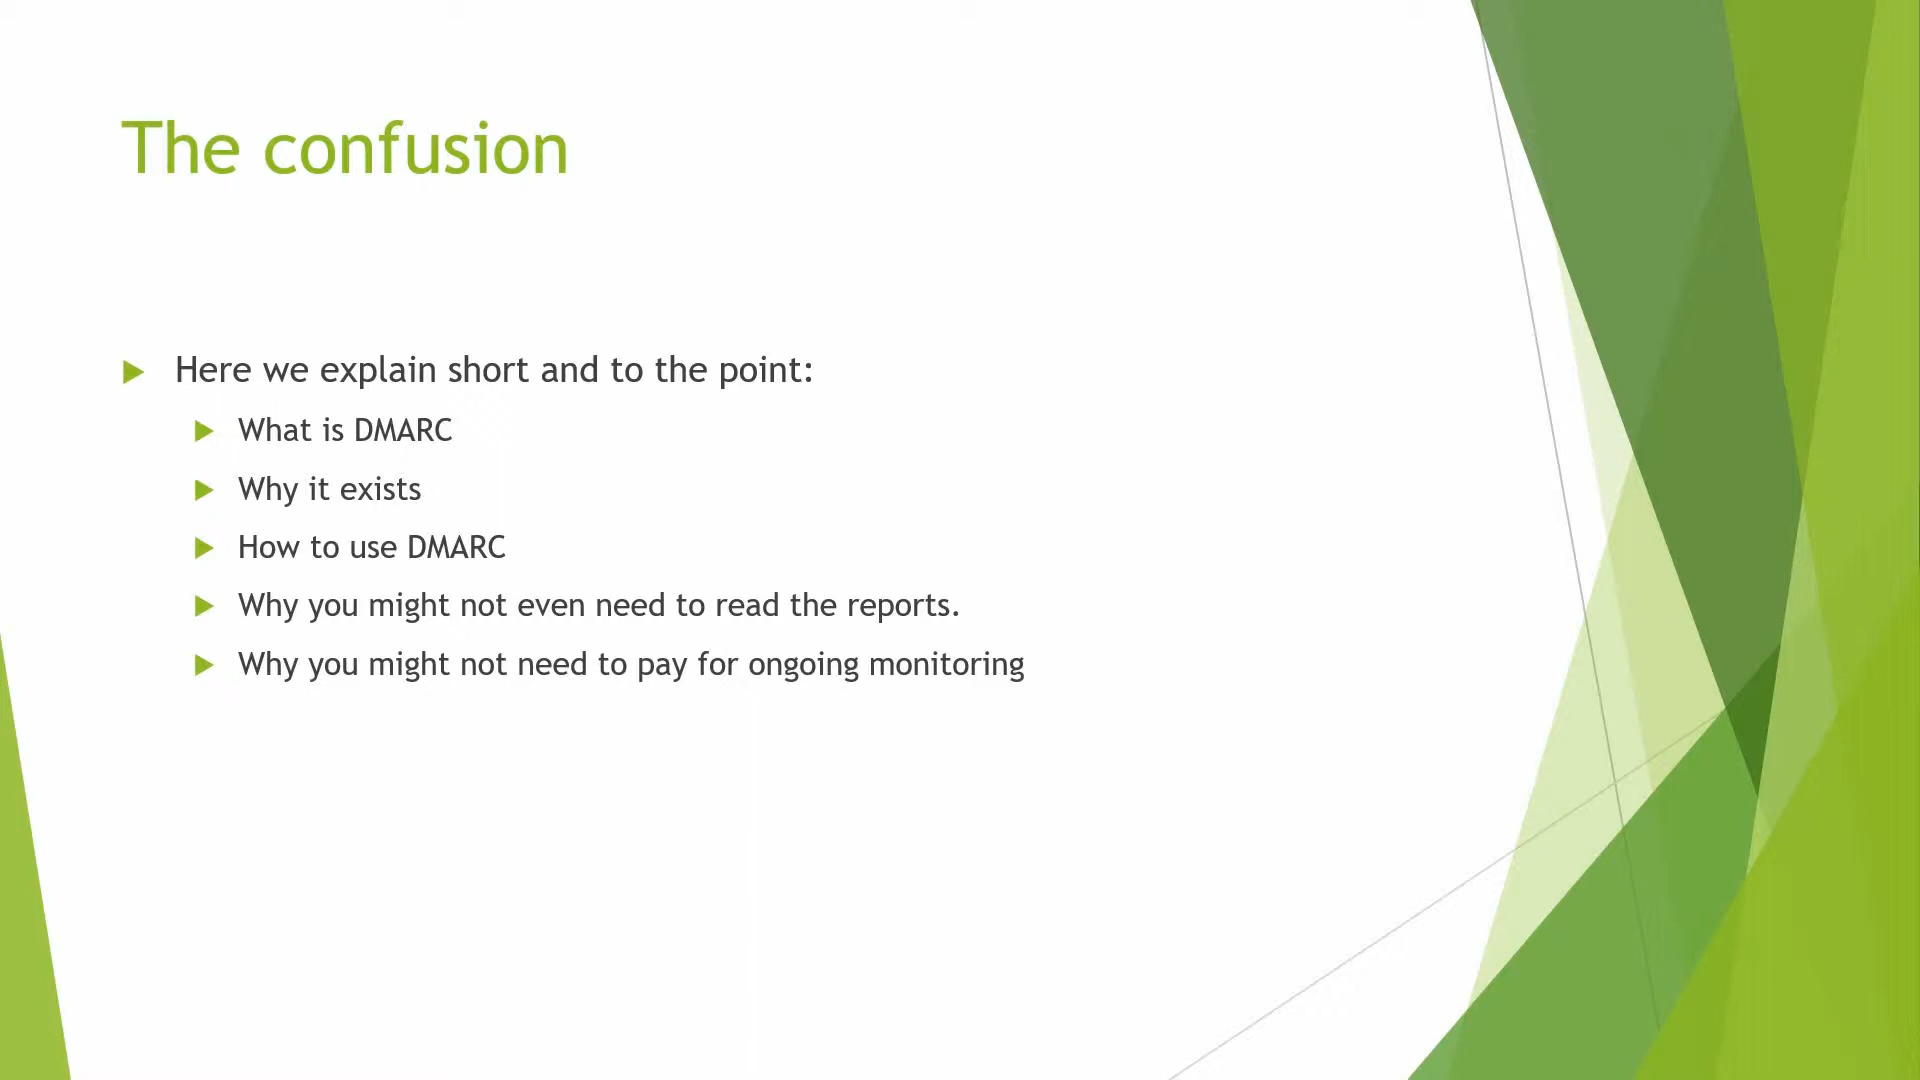 The confusion
Here we explain short and to the point:
What is DMARC
Why it exists
How to use DMARC
Why you might not even need to read the reports.
Why you might not need to pay for ongoing monitoring